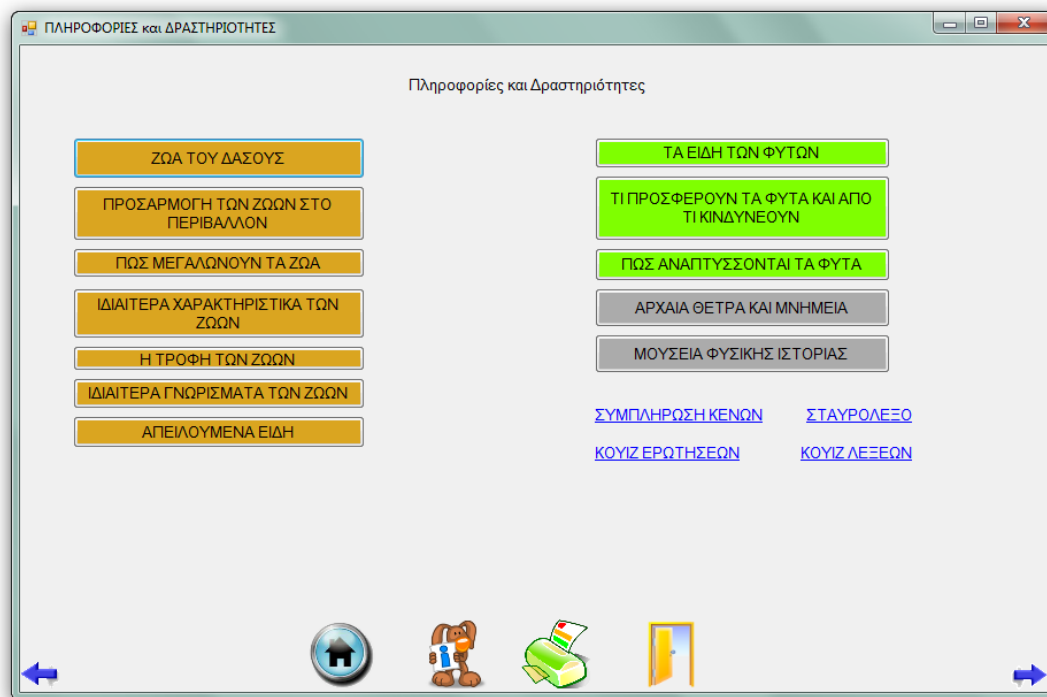 ΠΛΗΡΟΦΟΡΙΕΣ και ΔΡΑΣΤΗΡΙΟΤΗΤΕΣ
Πληροφορίες και Δραστηριότητες
ΖΩΑ ΤΟΥ ΔΑΣΟΥΣ
ΠΡΟΣΑΡΜΟΓΗ ΤΩΝ ΖΩΩΝ ΣΤΟ
ΠΕΡΙΒΑΛΛΟΝ
ΠΩΣ ΜΕΓΑΛΩΝΟΥΝ ΤΑ ΖΩΑ
ΙΔΙΑΙΤΕΡΑ ΧΑΡΑΚΤΗΡΙΣΤΙΚΑ ΤΩΝ
ΖΩΩΝ
Η ΤΡΟΦΗ ΤΩΝ ΖΩΩΝ
ΙΔΙΑΙΤΕΡΑ ΓΝΩΡΙΣΜΑΤΑ ΤΩΝ ΖΩΩΝ
ΑΠΕΙΛΟΥΜΕΝΑ ΕΙΔΗ
ΤΑ ΕΙΔΗ ΤΩΝ ΦΥΤΩΝ
ΤΙ ΠΡΟΣΦΕΡΟΥΝ ΤΑ ΦΥΤΑ ΚΑΙ ΑΠΟ
ΤΙ ΚΙΝΔΥΝΕΟΥΝ
ΠΩΣ ΑΝΑΠΤΥΣΣΟΝΤΑΙ ΤΑ ΦΥΤΑ
ΑΡΧΑΙΑ ΘΕΤΡΑ ΚΑΙ ΜΝΗΜΕΙΑ
ΜΟΥΣΕΙΑ ΦΥΣΙΚΗΣ ΙΣΤΟΡΙΑΣ
ΣΥΜΠΛΗΡΩΣΗ ΚΕΝΩΝ ΣΤΑΥΡΟΛΕΞΟ
ΚΟΥΙΖ ΕΡΩΤΗΣΕΩΝ ΚΟΥΙΖ ΛΕΞΕΩΝ